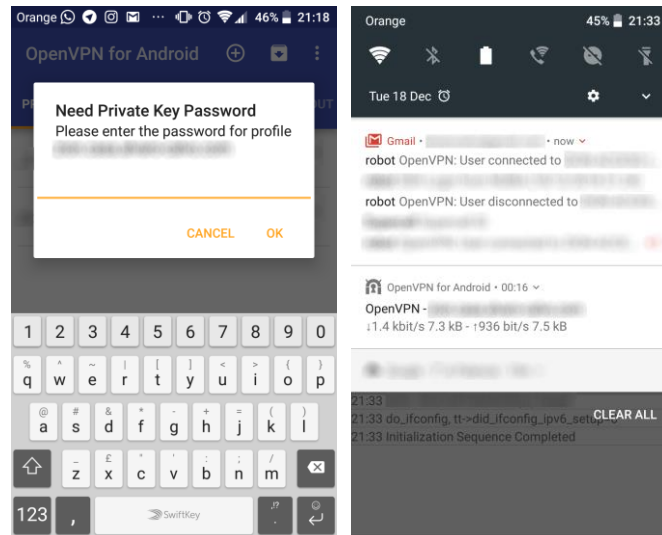 Orange 46% 21:18
OpenVPN for Android
Need Private Key Password
Please enter the password for profile
CANCEL OK
1 2 3 4 5 6 7 8 9 0
% ^ ~ | [ ] < > { }
q w e r t y u i o p
@ # & * - + = ( )
a s d f g h j k l
_ £ " ' : ; /
z x c v b n m
123 , SwiftKey ,!? .
Orange 45% 21:33
Tue 18 Dec
Gmail • • now
robot OpenVPN: User connected to
robot OpenVPN: User disconnected to
OpenVPN for Android • 00:16
OpenVPN -
↓1.4 kbit/s 7.3 kB - ↑936 bit/s 7.5 kB
21:33
21:33 do_ifconfig, tt->did_ifconfig_ipv6_setup=0
CLEAR ALL
21:33 Initialization Sequence Completed